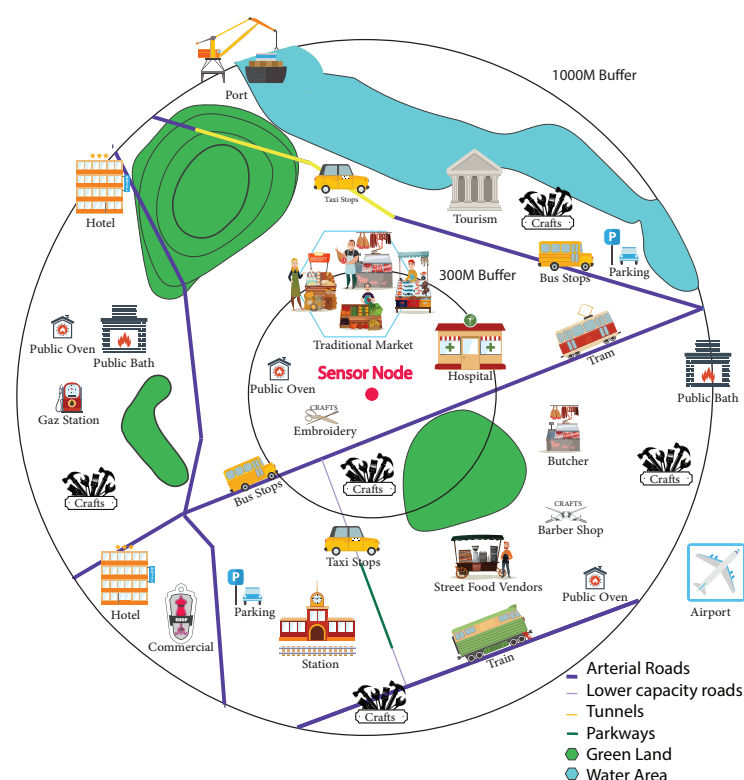 1000M Buffer
Port
Taxi Stops
Hotel
Tourism
Crafts
P
Bus Stops
Parking
300M Buffer
Traditional Market
Public Oven
Public Bath
Tram
Hospital
Public Oven
Sensor Node
Public Bath
Gaz Station
CRAFTS
Embroidery
Butcher
Crafts
Crafts
Bus Stops
Crafts
CRAFTS
Barber Shop
Taxi Stops
Street Food Vendors
Public Oven
Hotel
P
Parking
Airport
SHOP
Commercial
Station
Train
Crafts
Arterial Roads
Lower capacity roads
Tunnels
Parkways
Green Land
Water Area